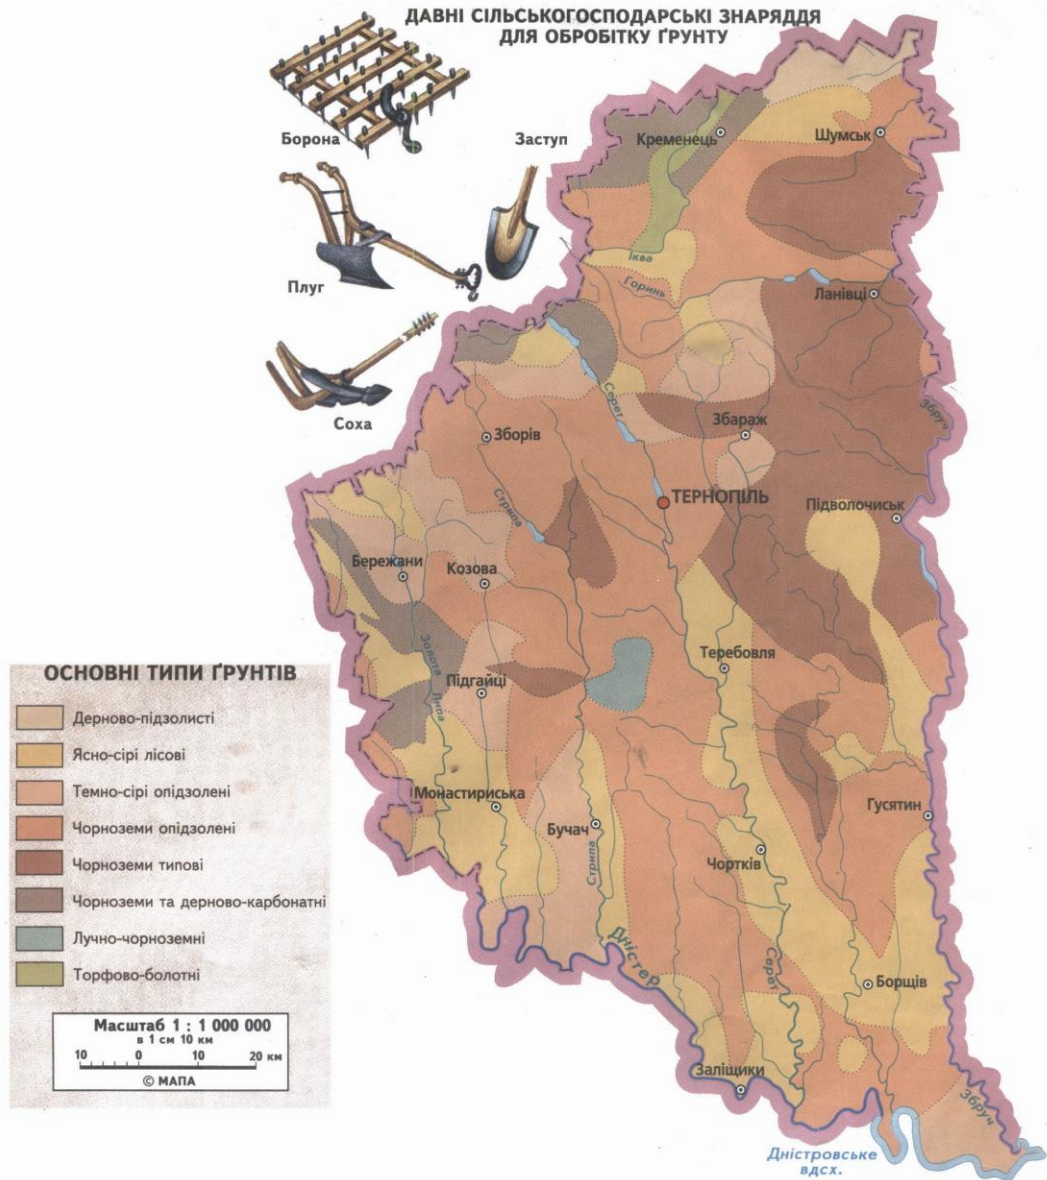 ДАВНІ СІЛЬСЬКОГОСПОДАРСЬКІ ЗНАРЯДДЯ
ДЛЯ ОБРОБІТКУ ҐРУНТУ
Борона
Заступ
Плуг
Соха
Кременець
Шумськ
Іква
Горинь
Ланівці
Серет
Збараж
Збруч
Зборів
Стрипа
ТЕРНОПІЛЬ
Підволочиськ
Бережани
Козова
Золота Липа
Теребовля
Підгайці
Монастириська
Бучач
Гусятин
Стрипа
Чортків
Дністер
Серет
Борщів
Заліщики
Збруч
Дністровське
вдсх.
ОСНОВНІ ТИПИ ҐРУНТІВ
Дерново-підзолисті
Ясно-сірі лісові
Темно-сірі опідзолені
Чорноземи опідзолені
Чорноземи типові
Чорноземи та дерново-карбонатні
Лучно-чорноземні
Торфово-болотні
Масштаб 1 : 1 000 000
в 1 см 10 км
10 0 10 20 км
© МАПА